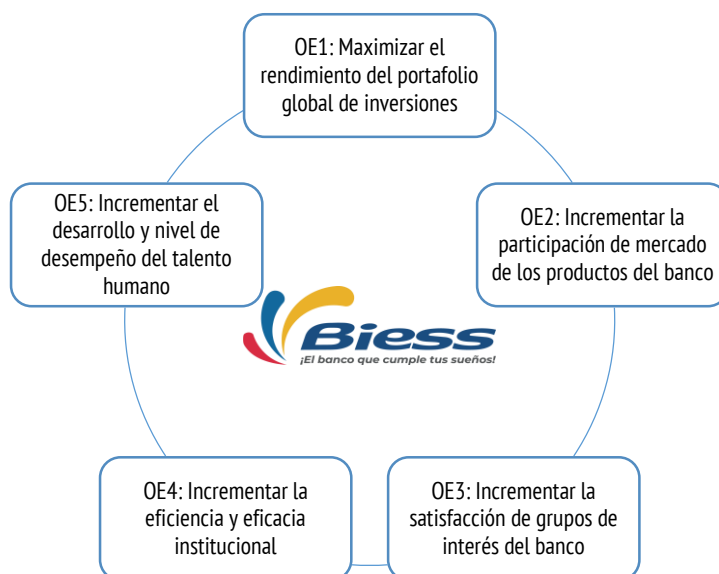 OE1: Maximizar el
rendimiento del portafolio
global de inversiones
OE5: Incrementar el
desarrollo y nivel de
desempeño del talento
humano
OE2: Incrementar la
participación de mercado
de los productos del banco
Biess
¡El banco que cumple tus sueños!
OE4: Incrementar la
eficiencia y eficacia
institucional
OE3: Incrementar la
satisfacción de grupos de
interés del banco